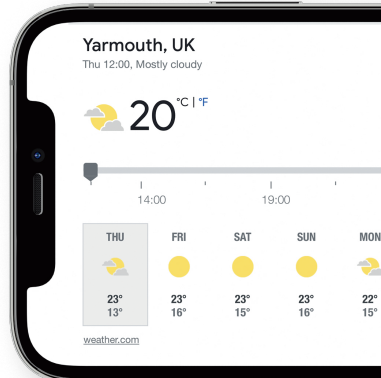 Yarmouth, UK
Thu 12:00, Mostly cloudy
20 °C | °F
14:00 19:00
THU FRI SAT SUN MON
23° 23° 23° 23° 22°
13° 16° 15° 16° 15°
weather.com